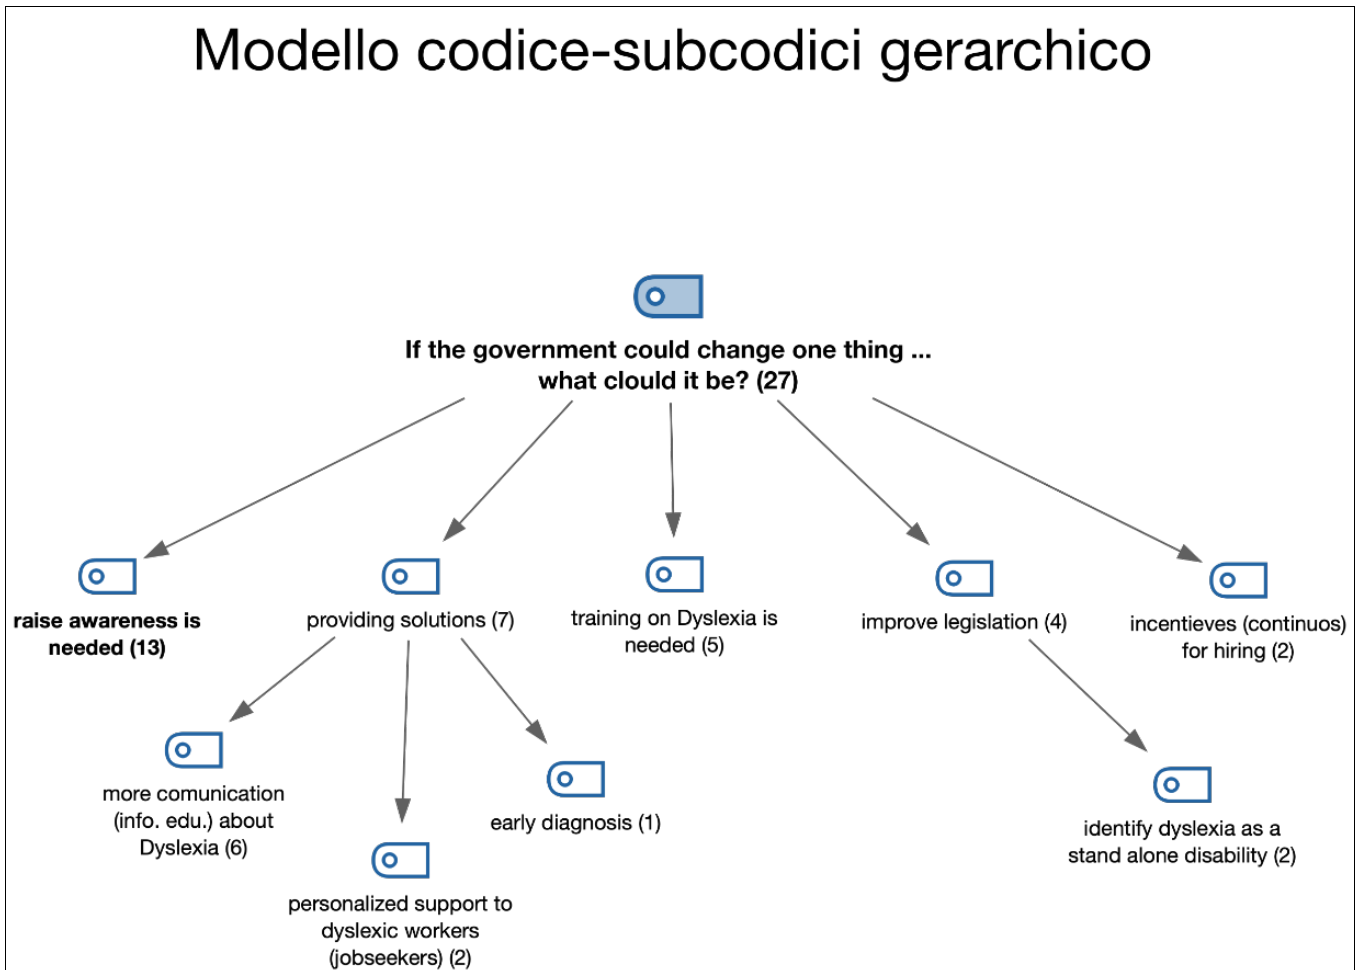 Modello codice-subcodici gerarchico
If the government could change one thing ...
what clould it be? (27)
raise awareness is
needed (13)
providing solutions (7)
training on Dyslexia is
needed (5)
improve legislation (4)
incentieves (continuos)
for hiring (2)
more comunication
(info. edu.) about
Dyslexia (6)
early diagnosis (1)
identify dyslexia as a
stand alone disability (2)
personalized support to
dyslexic workers
(jobseekers) (2)